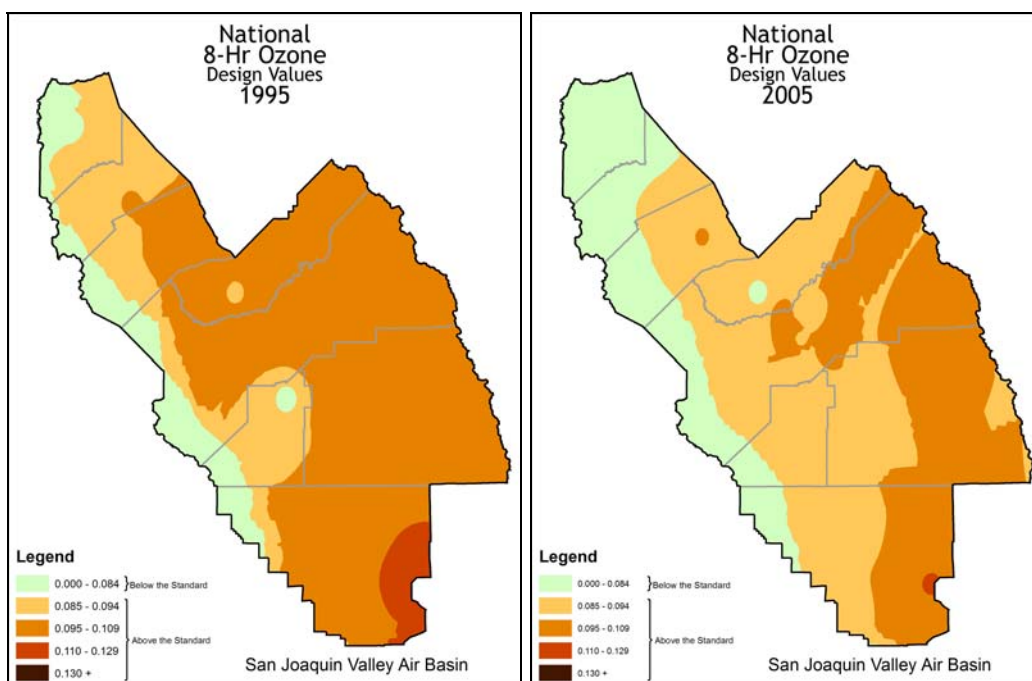 National
8-Hr Ozone
Design Values
1995
Legend
0.000 - 0.084
Below the Standard
0.085 - 0.094
0.095 - 0.109
0.110 - 0.129
0.130 +
Above the Standard
San Joaquin Valley Air Basin
National
8-Hr Ozone
Design Values
2005
Legend
0.000 - 0.084
Below the Standard
0.085 - 0.094
0.095 - 0.109
0.110 - 0.129
0.130 +
Above the Standard
San Joaquin Valley Air Basin